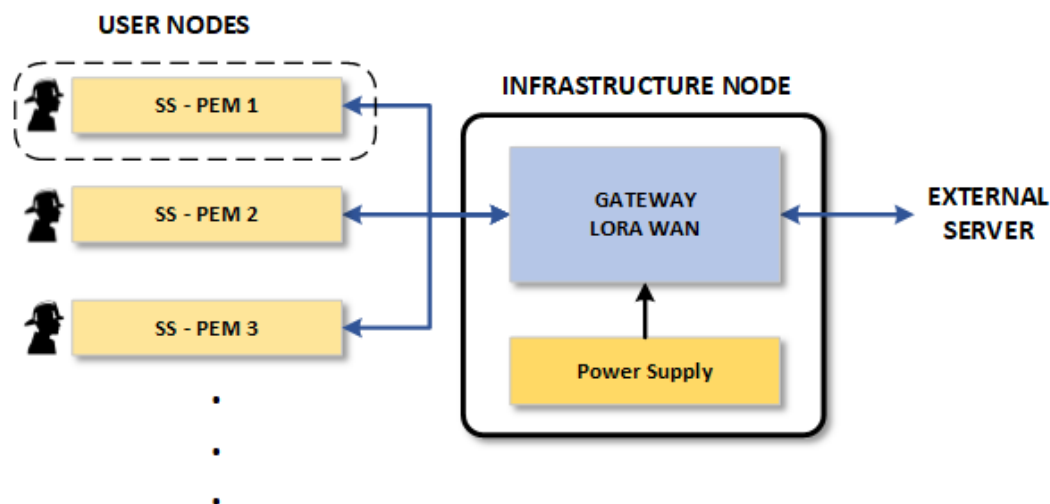 USER NODES
SS - PEM 1
SS - PEM 2
SS - PEM 3
INFRASTRUCTURE NODE
GATEWAY
LORA WAN
Power Supply
EXTERNAL
SERVER